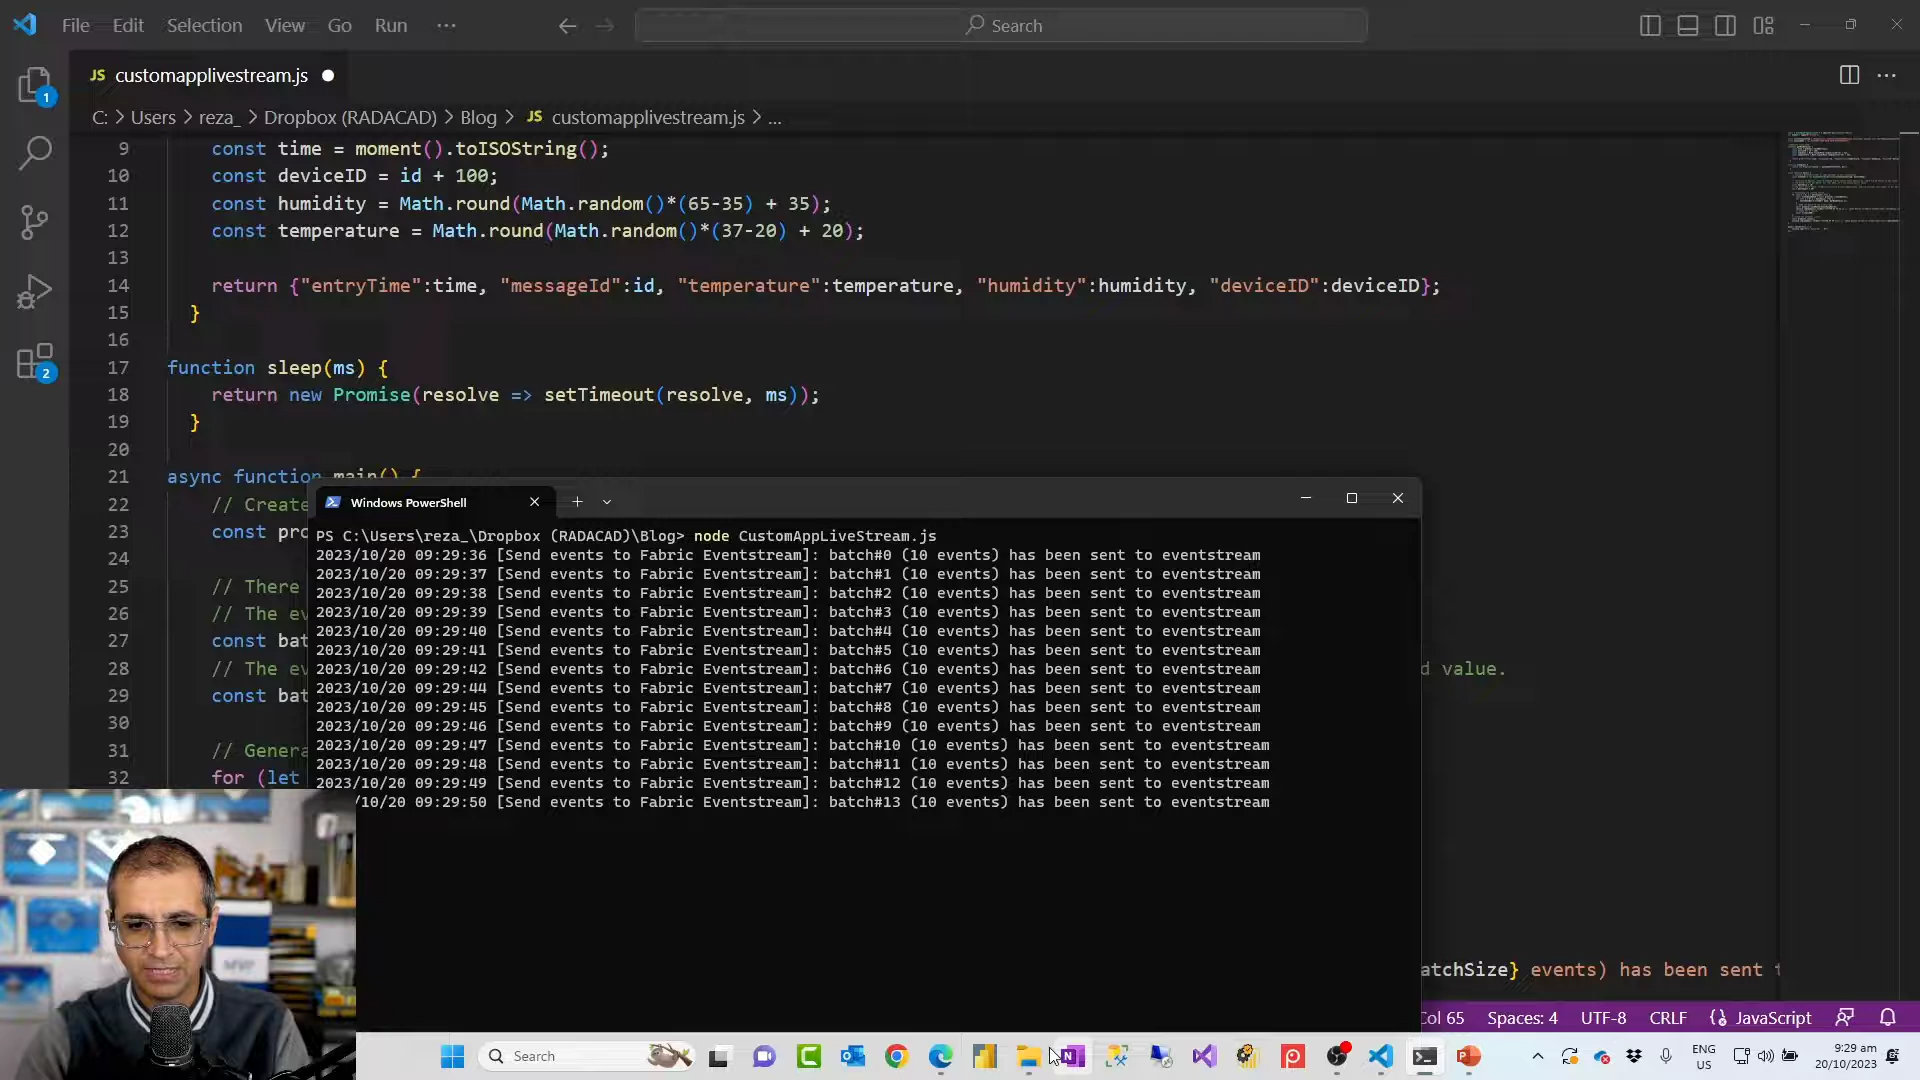 File Edit Selection View Go Run ··· Search
JS customapplivestream.js
C: > Users > reza_ > Dropbox (RADACAD) > Blog > JS customapplivestream.js > ...
9 const time = moment().toISOString();
10 const deviceID = id + 100;
11 const humidity = Math.round(Math.random()*(65-35) + 35);
12 const temperature = Math.round(Math.random()*(37-20) + 20);
13
14 return {"entryTime":time, "messageId":id, "temperature":temperature, "humidity":humidity, "deviceID":deviceID};
15 }
16
17 function sleep(ms) {
18 return new Promise(resolve => setTimeout(resolve, ms));
19 }
20
21 async function main() {
22 // Create
23 const pro
24
25 // There
26 // The ev
27 const bat
28 // The ev d value.
29 const bat
30
31 // Genera
32 for (let
Windows PowerShell
PS C:\Users\reza_\Dropbox (RADACAD)\Blog> node CustomAppLiveStream.js
2023/10/20 09:29:36 [Send events to Fabric Eventstream]: batch#0 (10 events) has been sent to eventstream
2023/10/20 09:29:37 [Send events to Fabric Eventstream]: batch#1 (10 events) has been sent to eventstream
2023/10/20 09:29:38 [Send events to Fabric Eventstream]: batch#2 (10 events) has been sent to eventstream
2023/10/20 09:29:39 [Send events to Fabric Eventstream]: batch#3 (10 events) has been sent to eventstream
2023/10/20 09:29:40 [Send events to Fabric Eventstream]: batch#4 (10 events) has been sent to eventstream
2023/10/20 09:29:41 [Send events to Fabric Eventstream]: batch#5 (10 events) has been sent to eventstream
2023/10/20 09:29:42 [Send events to Fabric Eventstream]: batch#6 (10 events) has been sent to eventstream
2023/10/20 09:29:44 [Send events to Fabric Eventstream]: batch#7 (10 events) has been sent to eventstream
2023/10/20 09:29:45 [Send events to Fabric Eventstream]: batch#8 (10 events) has been sent to eventstream
2023/10/20 09:29:46 [Send events to Fabric Eventstream]: batch#9 (10 events) has been sent to eventstream
2023/10/20 09:29:47 [Send events to Fabric Eventstream]: batch#10 (10 events) has been sent to eventstream
2023/10/20 09:29:48 [Send events to Fabric Eventstream]: batch#11 (10 events) has been sent to eventstream
2023/10/20 09:29:49 [Send events to Fabric Eventstream]: batch#12 (10 events) has been sent to eventstream
/10/20 09:29:50 [Send events to Fabric Eventstream]: batch#13 (10 events) has been sent to eventstream
atchSize} events) has been sent t
MVP
Col 65 Spaces: 4 UTF-8 CRLF {} JavaScript
Search
ENG
US
9:29 am
20/10/2023
1
2